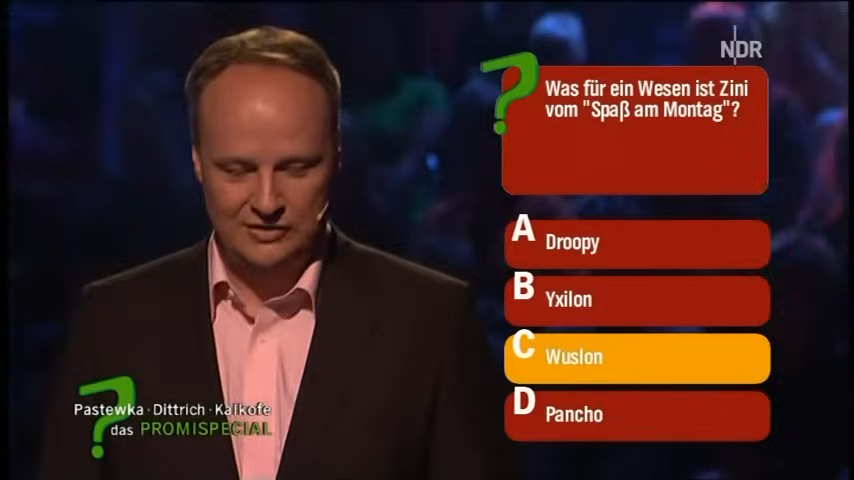 NDR
?
Was für ein Wesen ist Zini
vom "Spaß am Montag"?
A Droopy
B Yxilon
C Wuslon
D Pancho
?
Pastewka · Dittrich · Kalkofe
das PROMISPECIAL